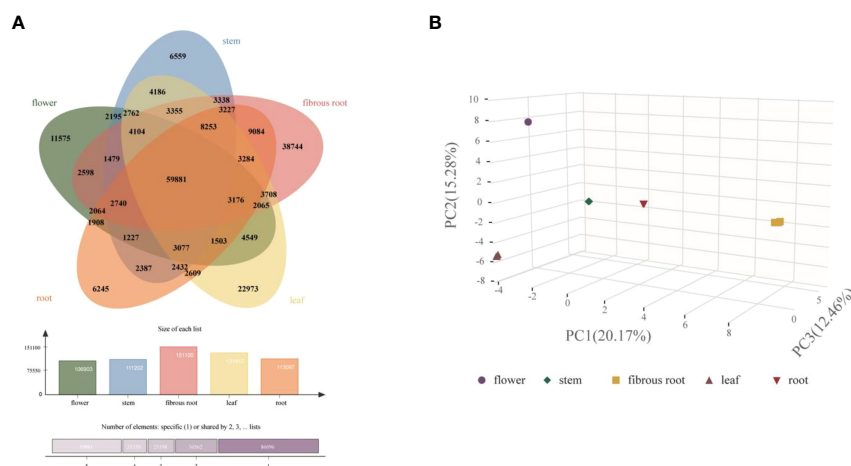 A
B
stem
6559
flower
4186
fibrous root
3338
2195
2762
3355
3227
11575
4104
8253
9084
38744
1479
3284
2598
59881
2740
3176
3708
2064
2065
1908
1227
1503
4549
3077
2387
2432
2609
root
6245
22973
leaf
Size of each list
151100
75550
0
111202
151100
flower
stem
fibrous root
leaf
root
Number of elements: specific (1) or shared by 2, 3, ... lists
10
8
6
4
2
0
-2
-4
-6
-8
PC2(15.28%)
-4
-2
0
2
4
6
8
PC1(20.17%)
0
5
PC3(12.46%)
flower
stem
fibrous root
leaf
root